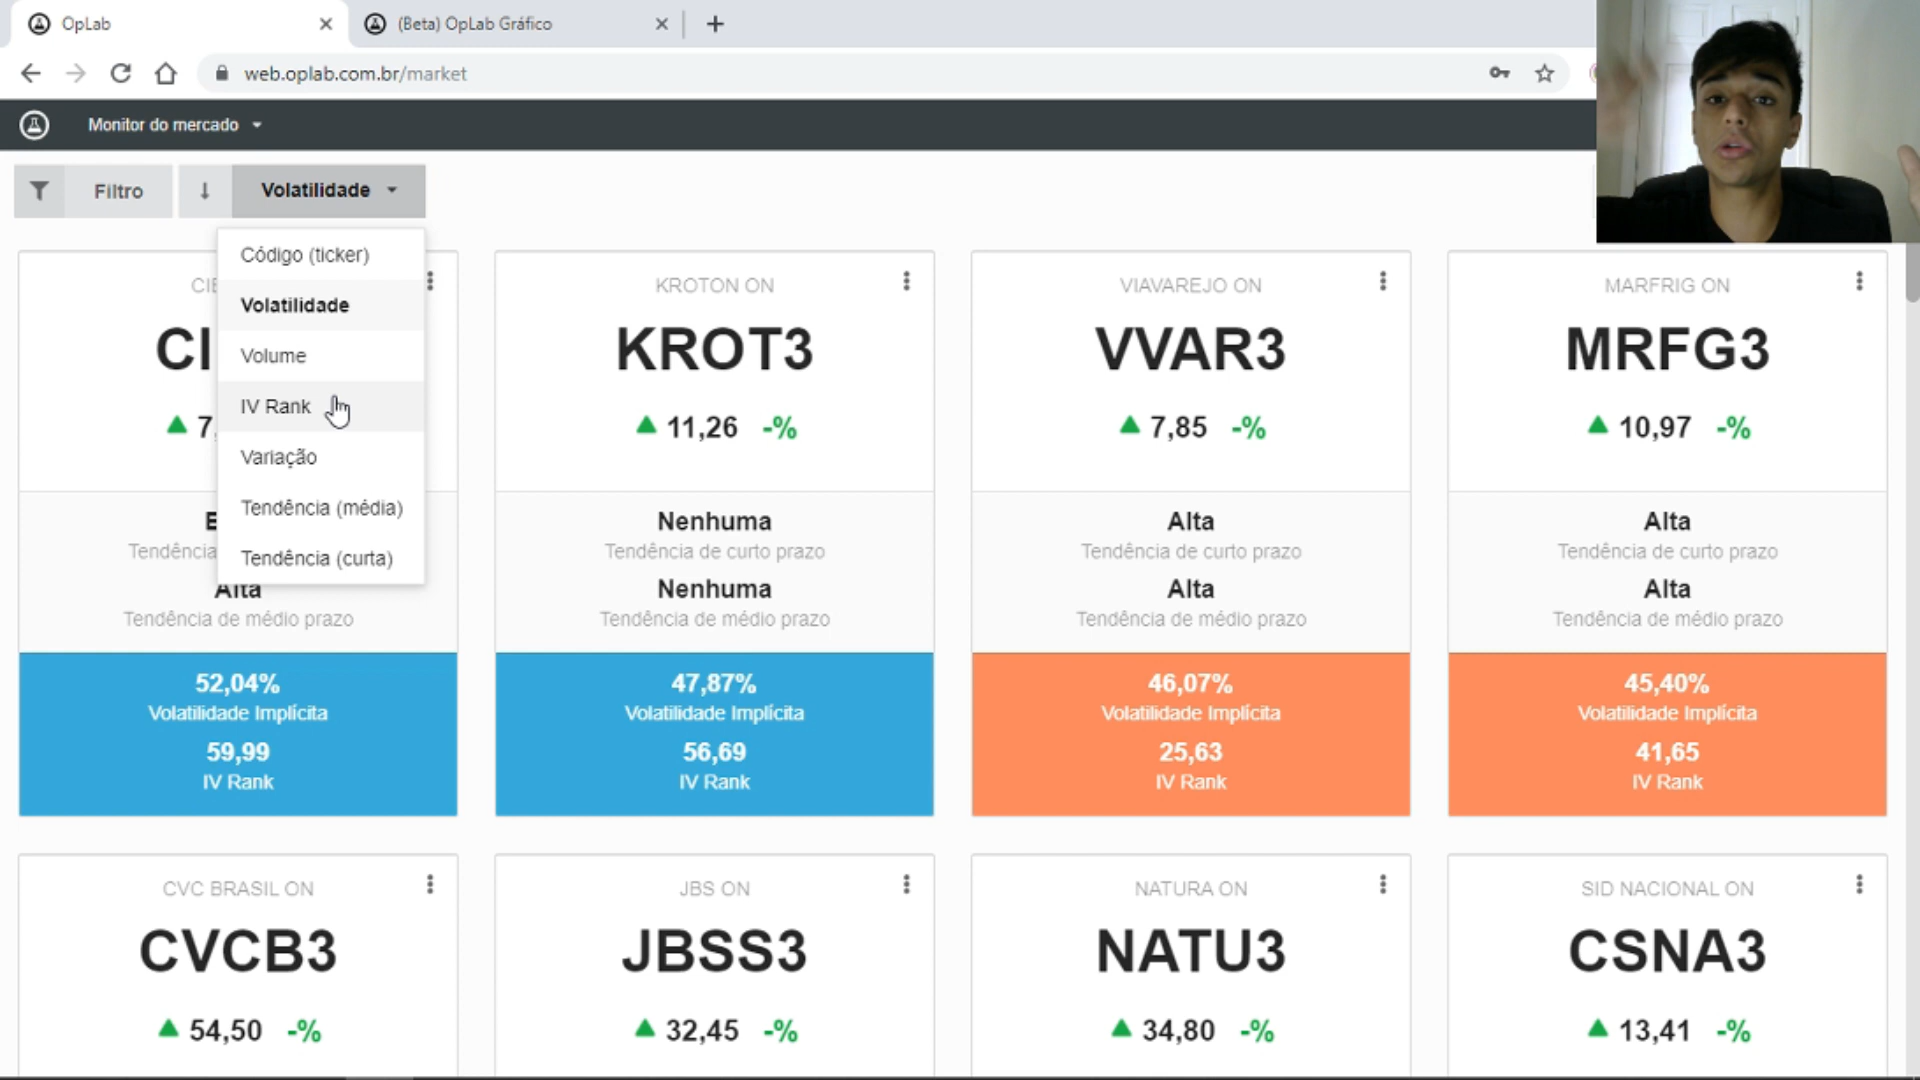 OpLab
(Beta) OpLab Gráfico
web.oplab.com.br/market
Monitor do mercado
Filtro
Volatilidade
Código (ticker)
Volatilidade
Volume
IV Rank
Variação
Tendência (média)
Tendência (curta)
CI
7,
Tendência
Alta
Tendência de médio prazo
52,04%
Volatilidade Implícita
59,99
IV Rank
KROTON ON
KROT3
11,26 -%
Nenhuma
Tendência de curto prazo
Nenhuma
Tendência de médio prazo
47,87%
Volatilidade Implícita
56,69
IV Rank
VIAVAREJO ON
VVAR3
7,85 -%
Alta
Tendência de curto prazo
Alta
Tendência de médio prazo
46,07%
Volatilidade Implícita
25,63
IV Rank
MARFRIG ON
MRFG3
10,97 -%
Alta
Tendência de curto prazo
Alta
Tendência de médio prazo
45,40%
Volatilidade Implícita
41,65
IV Rank
CVC BRASIL ON
CVCB3
54,50 -%
JBS ON
JBSS3
32,45 -%
NATURA ON
NATU3
34,80 -%
SID NACIONAL ON
CSNA3
13,41 -%